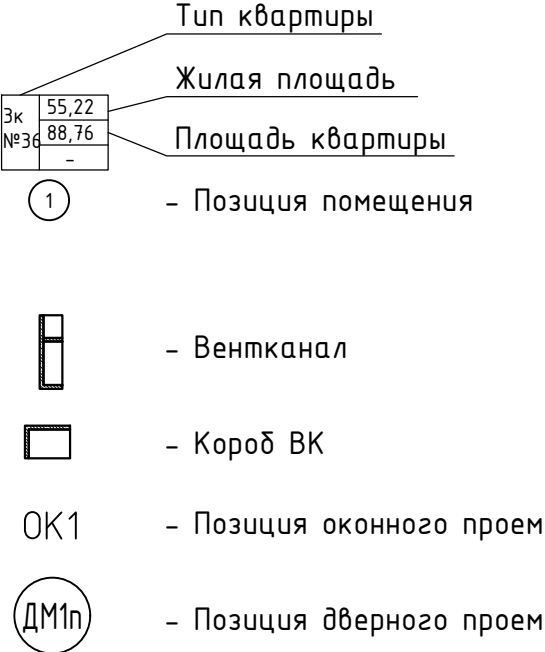 Тип квартиры
Жилая площадь
3к
№36
55,22
88,76
–
Площадь квартиры
1
– Позиция помещения
– Вентканал
– Короб ВК
ОК1
– Позиция оконного проем
ДМ1п
– Позиция дверного проем